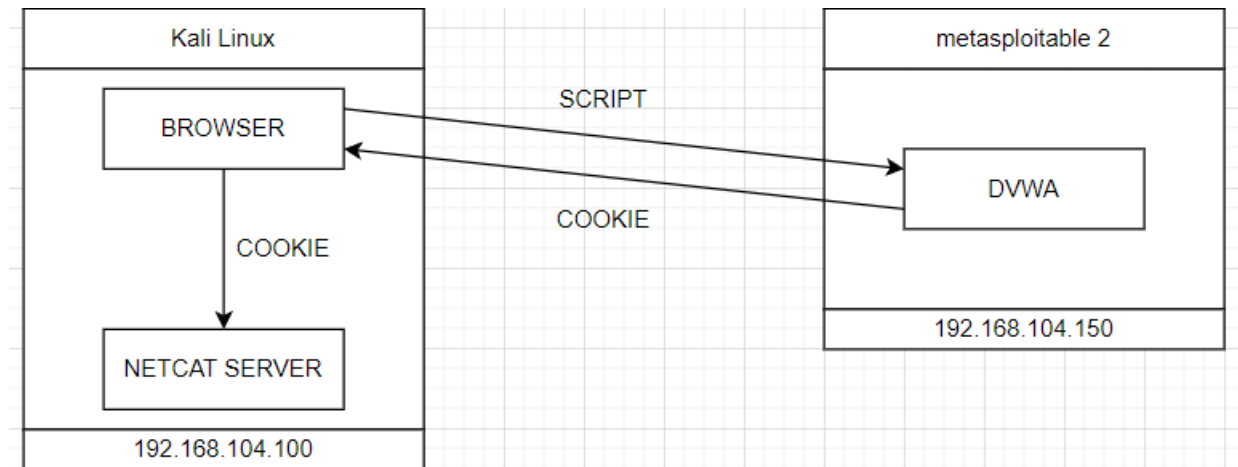 Kali Linux
metasploitable 2
BROWSER
SCRIPT
DVWA
COOKIE
COOKIE
NETCAT SERVER
192.168.104.150
192.168.104.100